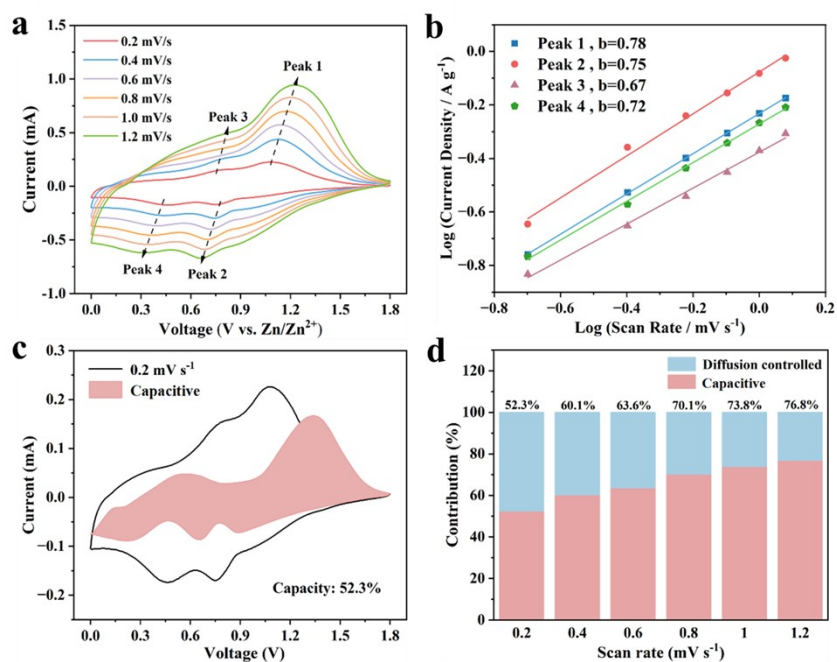 a
0.2 mV/s
0.4 mV/s
0.6 mV/s
0.8 mV/s
1.0 mV/s
1.2 mV/s
Peak 1
Peak 3
Peak 4
Peak 2
1.5
1.0
0.5
0.0
-0.5
-1.0
Current (mA)
0.0 0.3 0.6 0.9 1.2 1.5 1.8
Voltage (V vs. Zn/Zn²⁺)
b
Peak 1 , b=0.78
Peak 2 , b=0.75
Peak 3 , b=0.67
Peak 4 , b=0.72
0.0
-0.2
-0.4
-0.6
-0.8
Log (Current Density / A g⁻¹)
-0.8 -0.6 -0.4 -0.2 0.0 0.2
Log (Scan Rate / mV s⁻¹)
c
0.2 mV s⁻¹
Capacitive
0.3
0.2
0.1
0.0
-0.1
-0.2
Current (mA)
Capacity: 52.3%
0.0 0.3 0.6 0.9 1.2 1.5 1.8
Voltage (V)
d
Diffusion controlled
Capacitive
52.3% 60.1% 63.6% 70.1% 73.8% 76.8%
120
100
80
60
40
20
0
Contribution (%)
0.2 0.4 0.6 0.8 1 1.2
Scan rate (mV s⁻¹)